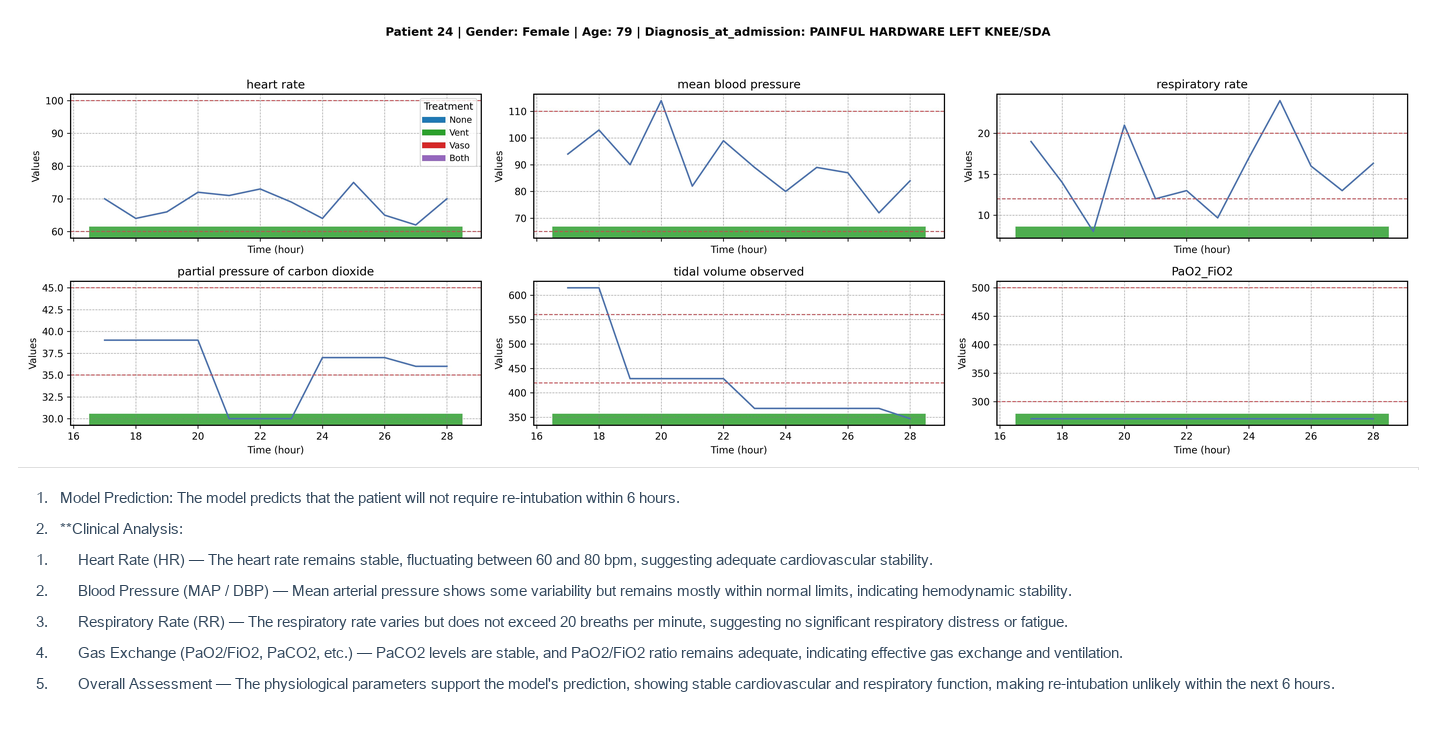 Patient 24 | Gender: Female | Age: 79 | Diagnosis_at_admission: PAINFUL HARDWARE LEFT KNEE/SDA
heart rate
100
90
80
70
60
Values
Time (hour)
Treatment
None
Vent
Vaso
Both
mean blood pressure
110
100
90
80
70
Values
Time (hour)
respiratory rate
20
15
10
Values
Time (hour)
partial pressure of carbon dioxide
45.0
42.5
40.0
37.5
35.0
32.5
30.0
Values
16 18 20 22 24 26 28
Time (hour)
tidal volume observed
600
550
500
450
400
350
Values
16 18 20 22 24 26 28
Time (hour)
PaO2_FiO2
500
450
400
350
300
Values
16 18 20 22 24 26 28
Time (hour)
1. Model Prediction: The model predicts that the patient will not require re-intubation within 6 hours.
2. **Clinical Analysis:
1. Heart Rate (HR) — The heart rate remains stable, fluctuating between 60 and 80 bpm, suggesting adequate cardiovascular stability.
2. Blood Pressure (MAP / DBP) — Mean arterial pressure shows some variability but remains mostly within normal limits, indicating hemodynamic stability.
3. Respiratory Rate (RR) — The respiratory rate varies but does not exceed 20 breaths per minute, suggesting no significant respiratory distress or fatigue.
4. Gas Exchange (PaO2/FiO2, PaCO2, etc.) — PaCO2 levels are stable, and PaO2/FiO2 ratio remains adequate, indicating effective gas exchange and ventilation.
5. Overall Assessment — The physiological parameters support the model's prediction, showing stable cardiovascular and respiratory function, making re-intubation unlikely within the next 6 hours.